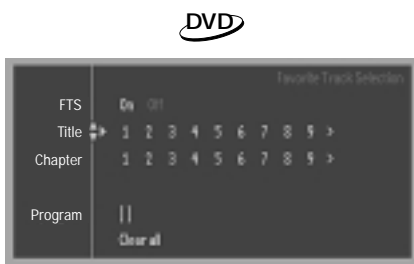 DVD
Favorite Track Selection
FTS On Off
Title 1 2 3 4 5 6 7 8 9 >
Chapter 1 2 3 4 5 6 7 8 9 >
Program
Clear all